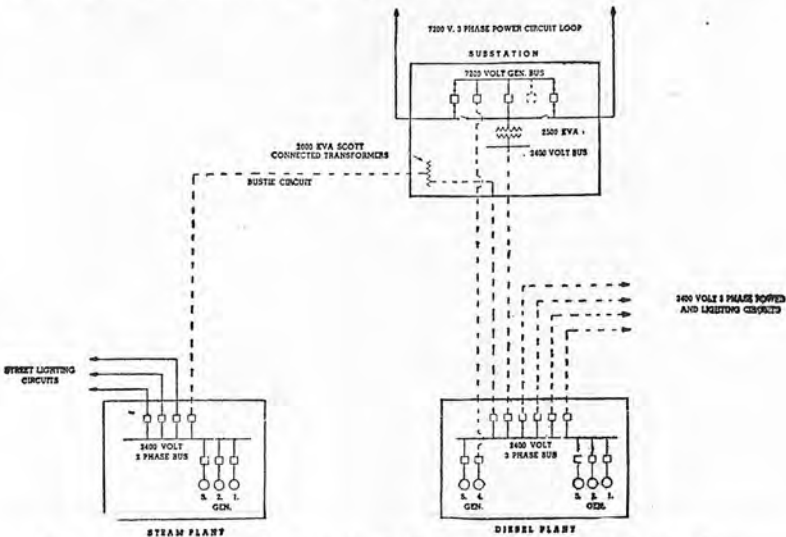 7200 V. 3 PHASE POWER CIRCUIT LOOP
SUBSTATION
7200 VOLT GEN. BUS
2500 KVA
2400 VOLT BUS
2000 KVA SCOTT
CONNECTED TRANSFORMERS
BUSTIE CIRCUIT
2400 VOLT 3 PHASE POWER
AND LIGHTING CIRCUITS
STREET LIGHTING
CIRCUITS
2400 VOLT
2 PHASE BUS
3. 2. 1.
GEN.
STEAM PLANT
2400 VOLT
3 PHASE BUS
5. 4.
GEN.
3. 2. 1.
GEN.
DIESEL PLANT